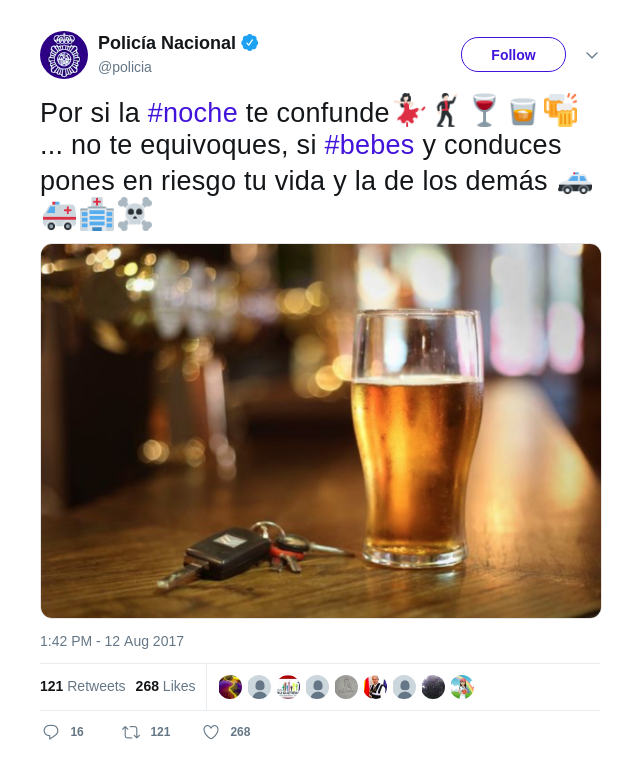 Policía Nacional
@policia
Follow
Por si la #noche te confunde💃🏻🕺🏻🍷🥃🍻
... no te equivoques, si #bebes y conduces
pones en riesgo tu vida y la de los demás 🚓
🚑🏥☠️
1:42 PM - 12 Aug 2017
121 Retweets 268 Likes
16 121 268